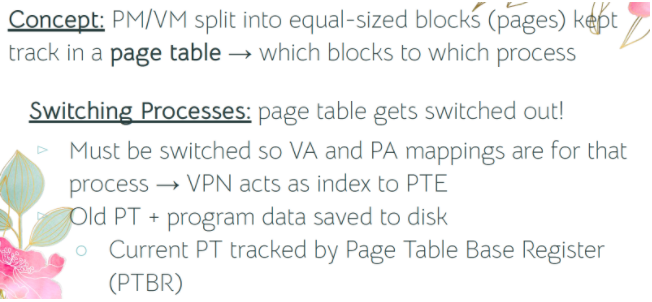 Concept: PM/VM split into equal-sized blocks (pages) kept
track in a page table → which blocks to which process
Switching Processes: page table gets switched out!
▷ Must be switched so VA and PA mappings are for that
process → VPN acts as index to PTE
▷ Old PT + program data saved to disk
○ Current PT tracked by Page Table Base Register
(PTBR)